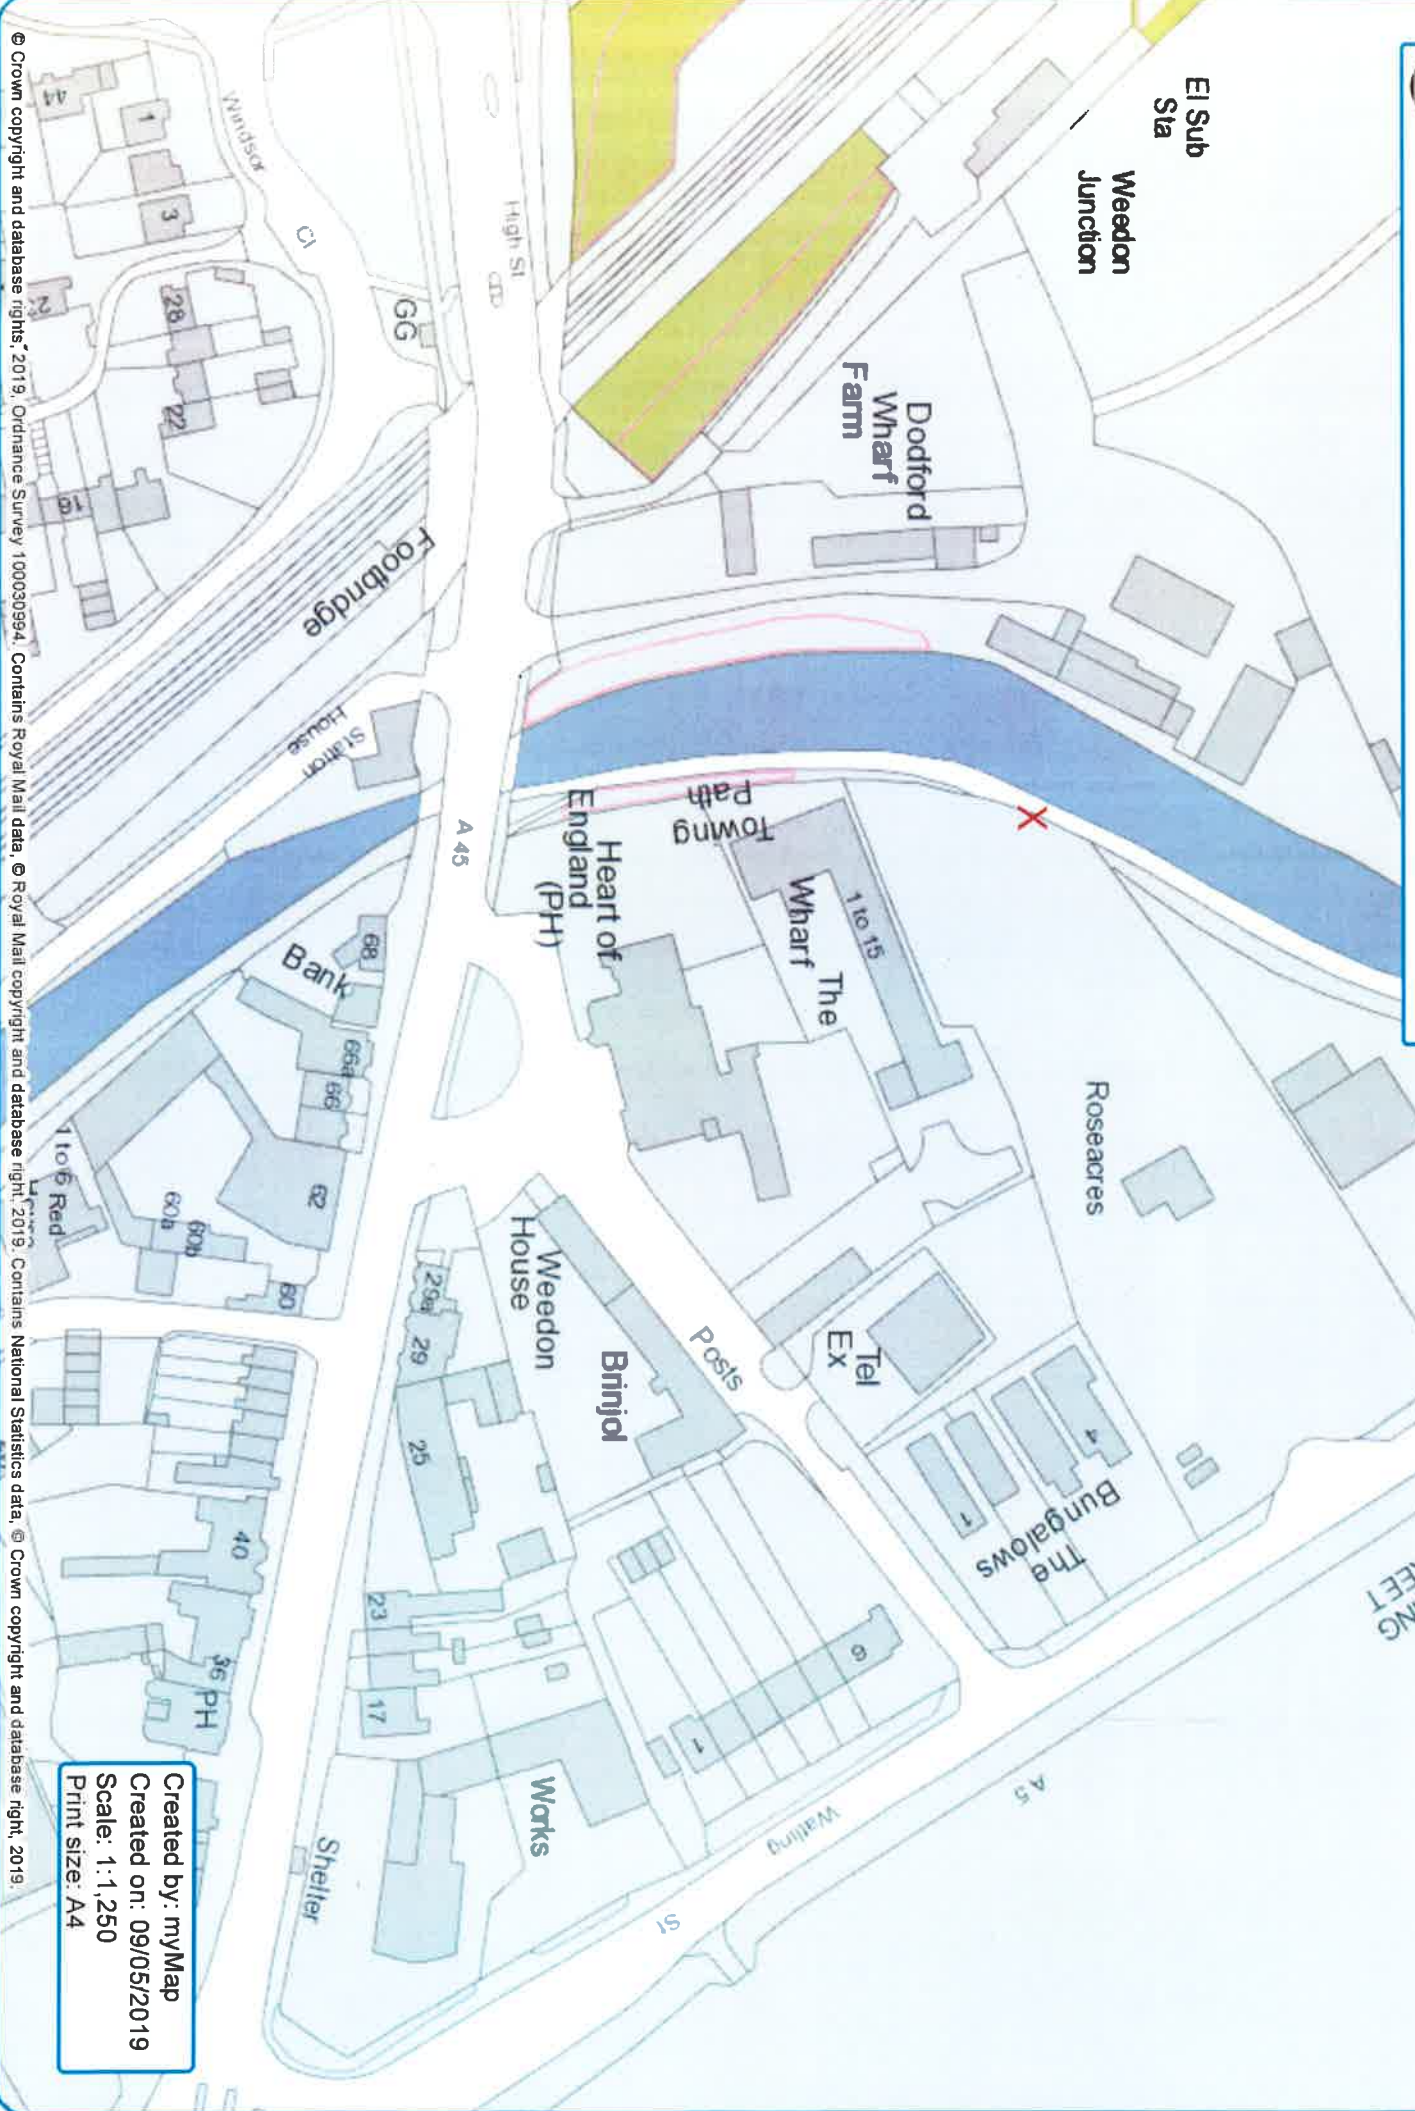 El Sub
Sta
Weedon
Junction
Dodford
Wharf
Farm
High St
Windsor
Cl
GG
44
1
3
2
28
22
16
Footbridge
Station
House
A 45
Towing
Path
Heart of
England
(PH)
The
Wharf
1 to 15
Roseacres
Bank
68
66a
66
62
60b
60a
60
1 to 6 Red
Weedon
House
Brinjol
Posts
Tel
Ex
The
Bungalows
4
1
29a
29
25
23
17
40
36
PH
9
1
Works
Shelter
Watling
St
A 5
Created by: myMap
Created on: 09/05/2019
Scale: 1:1,250
Print size: A4
© Crown copyright and database rights, 2019, Ordnance Survey 100030994. Contains Royal Mail data, © Royal Mail copyright and database right, 2019. Contains National Statistics data, © Crown copyright and database right, 2019.